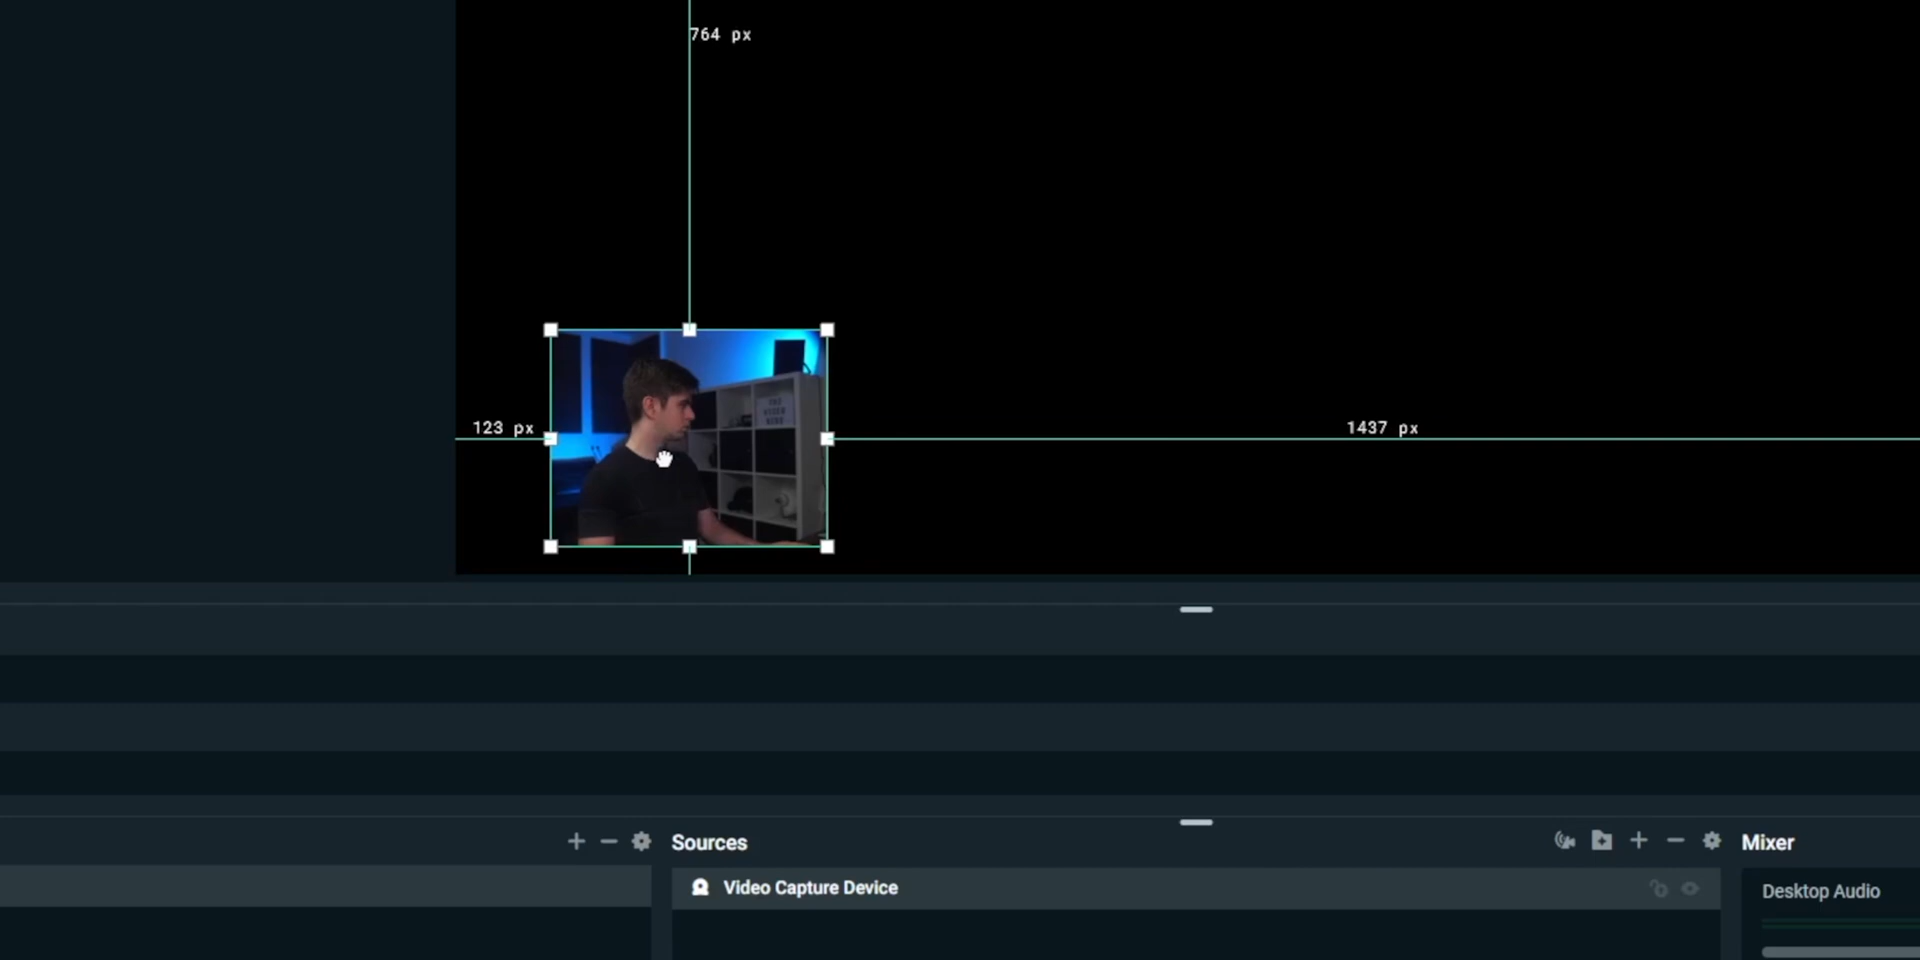 764 px
123 px
1437 px
Sources
Mixer
Video Capture Device
Desktop Audio